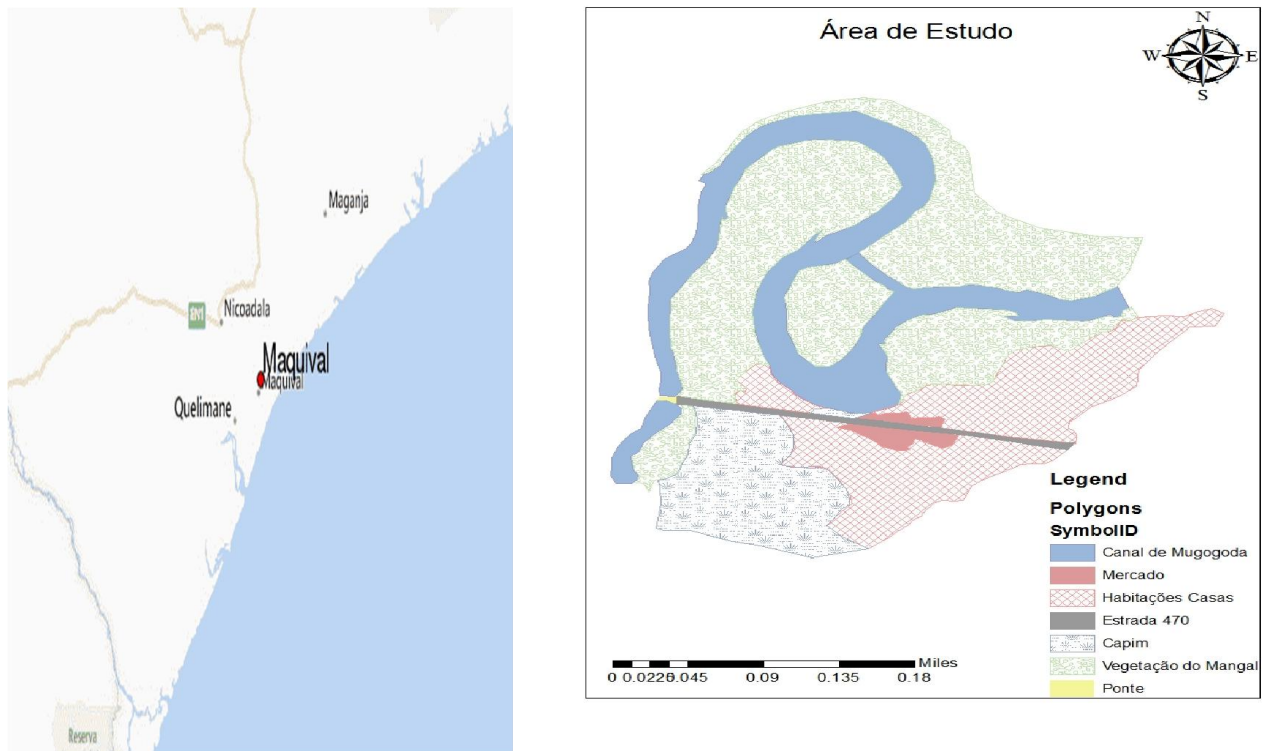 Maganja
EN1
Nicoadala
Maquival
Maquival
Quelimane
Reserva
Área de Estudo
N
W
E
S
Legend
Polygons
SymbolID
Canal de Mugogoda
Mercado
Habitações Casas
Estrada 470
Capim
Vegetação do Mangal
Ponte
Miles
0 0.0225 0.045 0.09 0.135 0.18